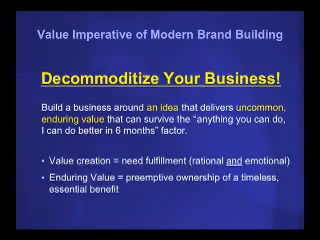 Value Imperative of Modern Brand Building
Decommoditize Your Business!
Build a business around an idea that delivers uncommon,
enduring value that can survive the “anything you can do,
I can do better in 6 months” factor.
• Value creation = need fulfillment (rational and emotional)
• Enduring Value = preemptive ownership of a timeless,
essential benefit